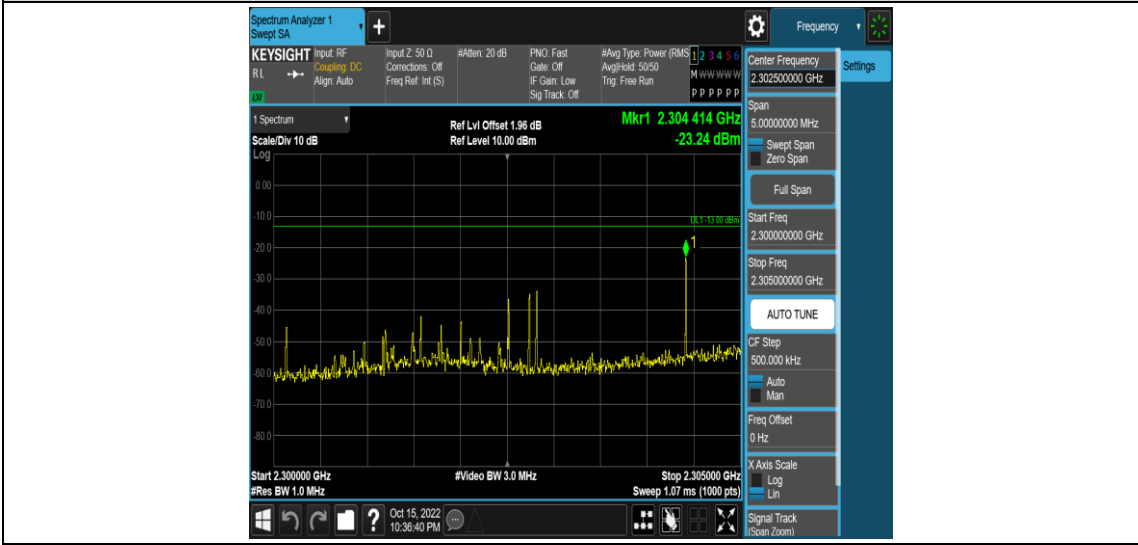 Spectrum Analyzer 1
Swept SA
+
Frequency
KEYSIGHT
RL
LM
Input: RF
Coupling: DC
Align: Auto
Input Z: 50 Ω
Corrections: Off
Freq Ref: Int (S)
#Atten: 20 dB
PNO: Fast
Gate: Off
IF Gain: Low
Sig Track: Off
#Avg Type: Power (RMS
Avg|Hold: 50/50
Trig: Free Run
1 2 3 4 5 6
M W W W W W
P P P P P P
1 Spectrum
Scale/Div 10 dB
Ref Lvl Offset 1.96 dB
Ref Level 10.00 dBm
Mkr1 2.304 414 GHz
-23.24 dBm
Log
0.00
-10.0
-20.0
-30.0
-40.0
-50.0
-60.0
-70.0
-80.0
DL1 -13.00 dBm
1
Start 2.300000 GHz
#Res BW 1.0 MHz
#Video BW 3.0 MHz
Stop 2.305000 GHz
Sweep 1.07 ms (1000 pts)
?
Oct 15, 2022
10:36:40 PM
Center Frequency
2.302500000 GHz
Settings
Span
5.00000000 MHz
Swept Span
Zero Span
Full Span
Start Freq
2.300000000 GHz
Stop Freq
2.305000000 GHz
AUTO TUNE
CF Step
500.000 kHz
Auto
Man
Freq Offset
0 Hz
X Axis Scale
Log
Lin
Signal Track
(Span Zoom)